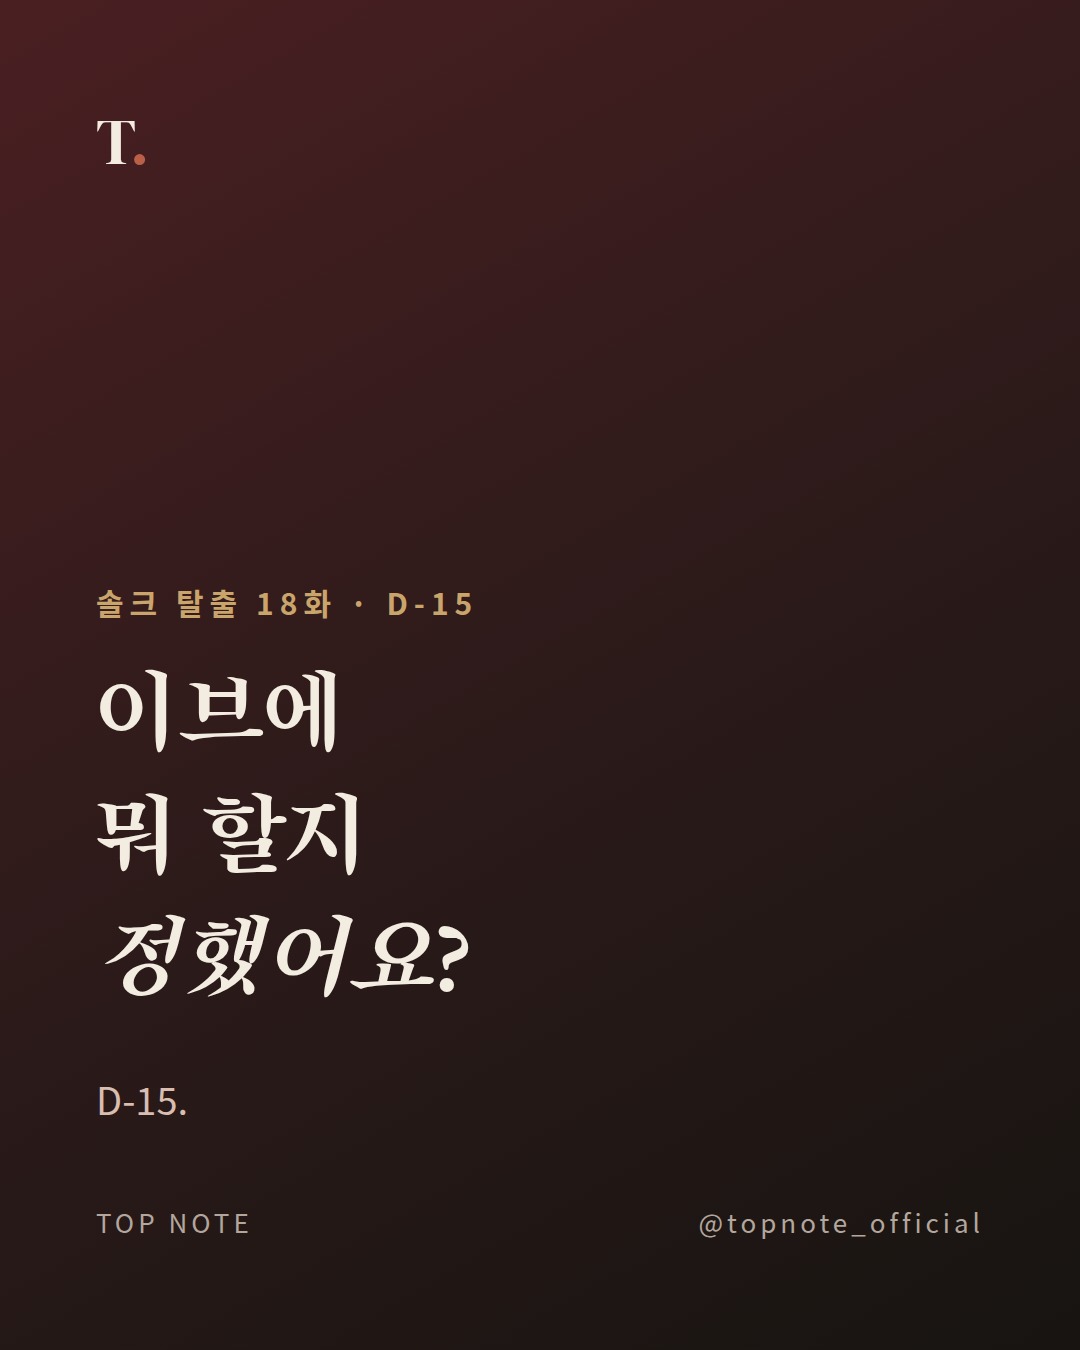 T.
솔크 탈출 18화 · D-15
이브에
뭐 할지
정했어요?
D-15.
TOP NOTE
@topnote_official